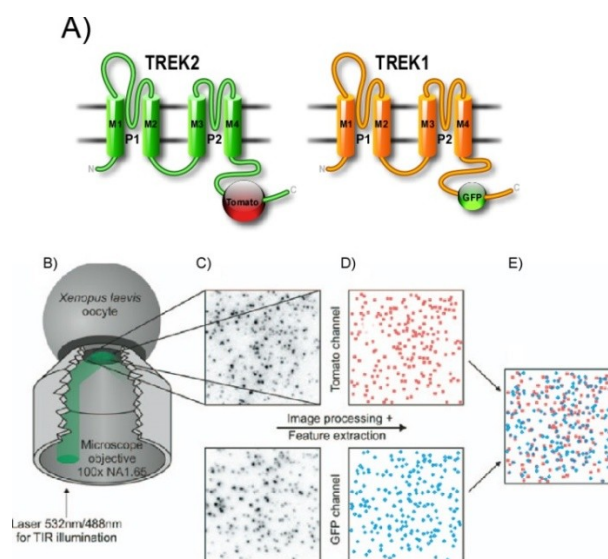 A)
TREK2
TREK1
M1 P1 M2 M3 P2 M4
M1 P1 M2 M3 P2 M4
N
Tomato
C
N
GFP
C
B)
C)
D)
E)
Xenopus laevis
oocyte
Microscope
objective
100x NA1.65
Laser 532nm/488nm
for TIR illumination
Image processing +
Feature extraction
Tomato channel
GFP channel